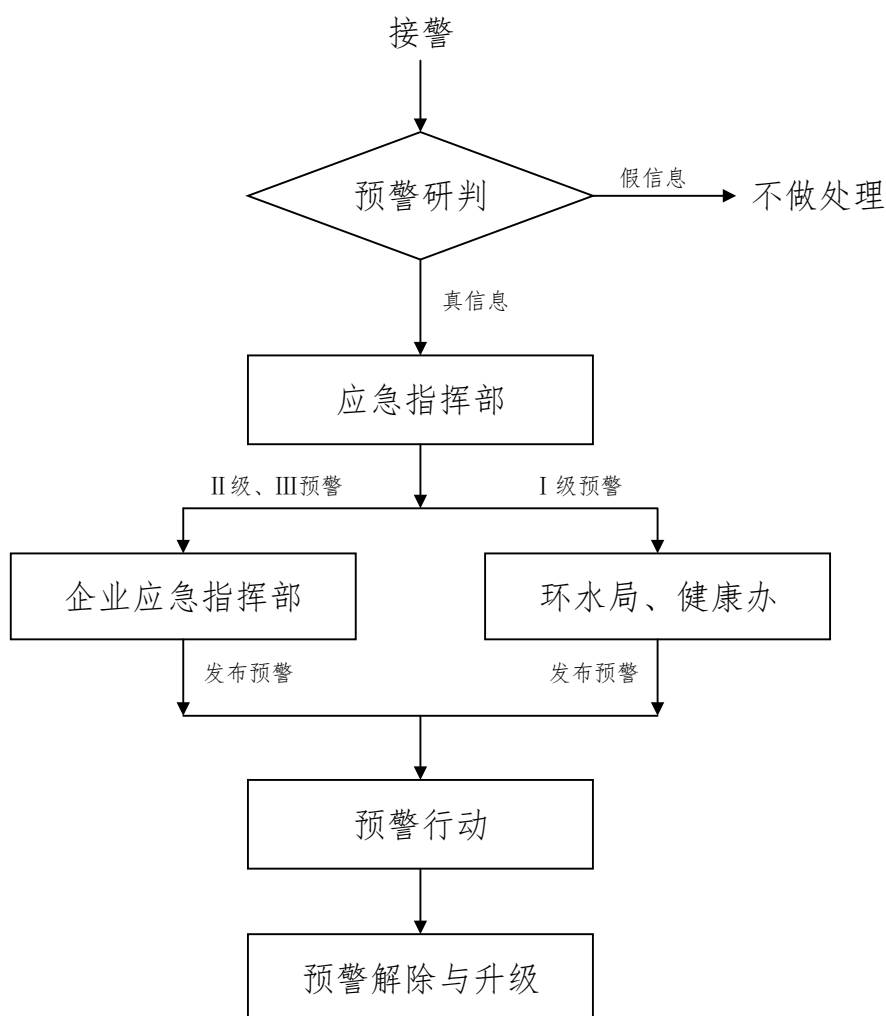 接警
预警研判
假信息
不做处理
真信息
应急指挥部
Ⅱ级、Ⅲ预警
Ⅰ级预警
企业应急指挥部
环水局、健康办
发布预警
发布预警
预警行动
预警解除与升级